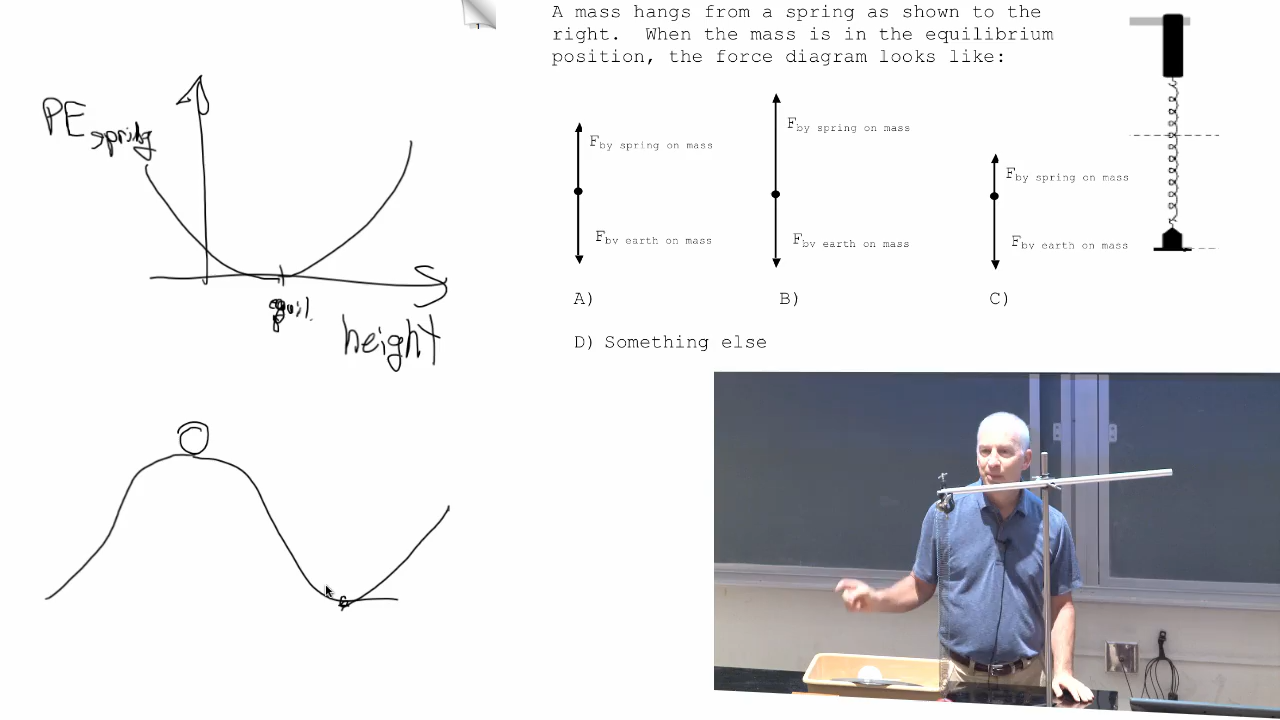 A mass hangs from a spring as shown to the
right. When the mass is in the equilibrium
position, the force diagram looks like:
PE spring
height
F by spring on mass
F by earth on mass
A)
F by spring on mass
F by earth on mass
B)
F by spring on mass
F by earth on mass
C)
D) Something else